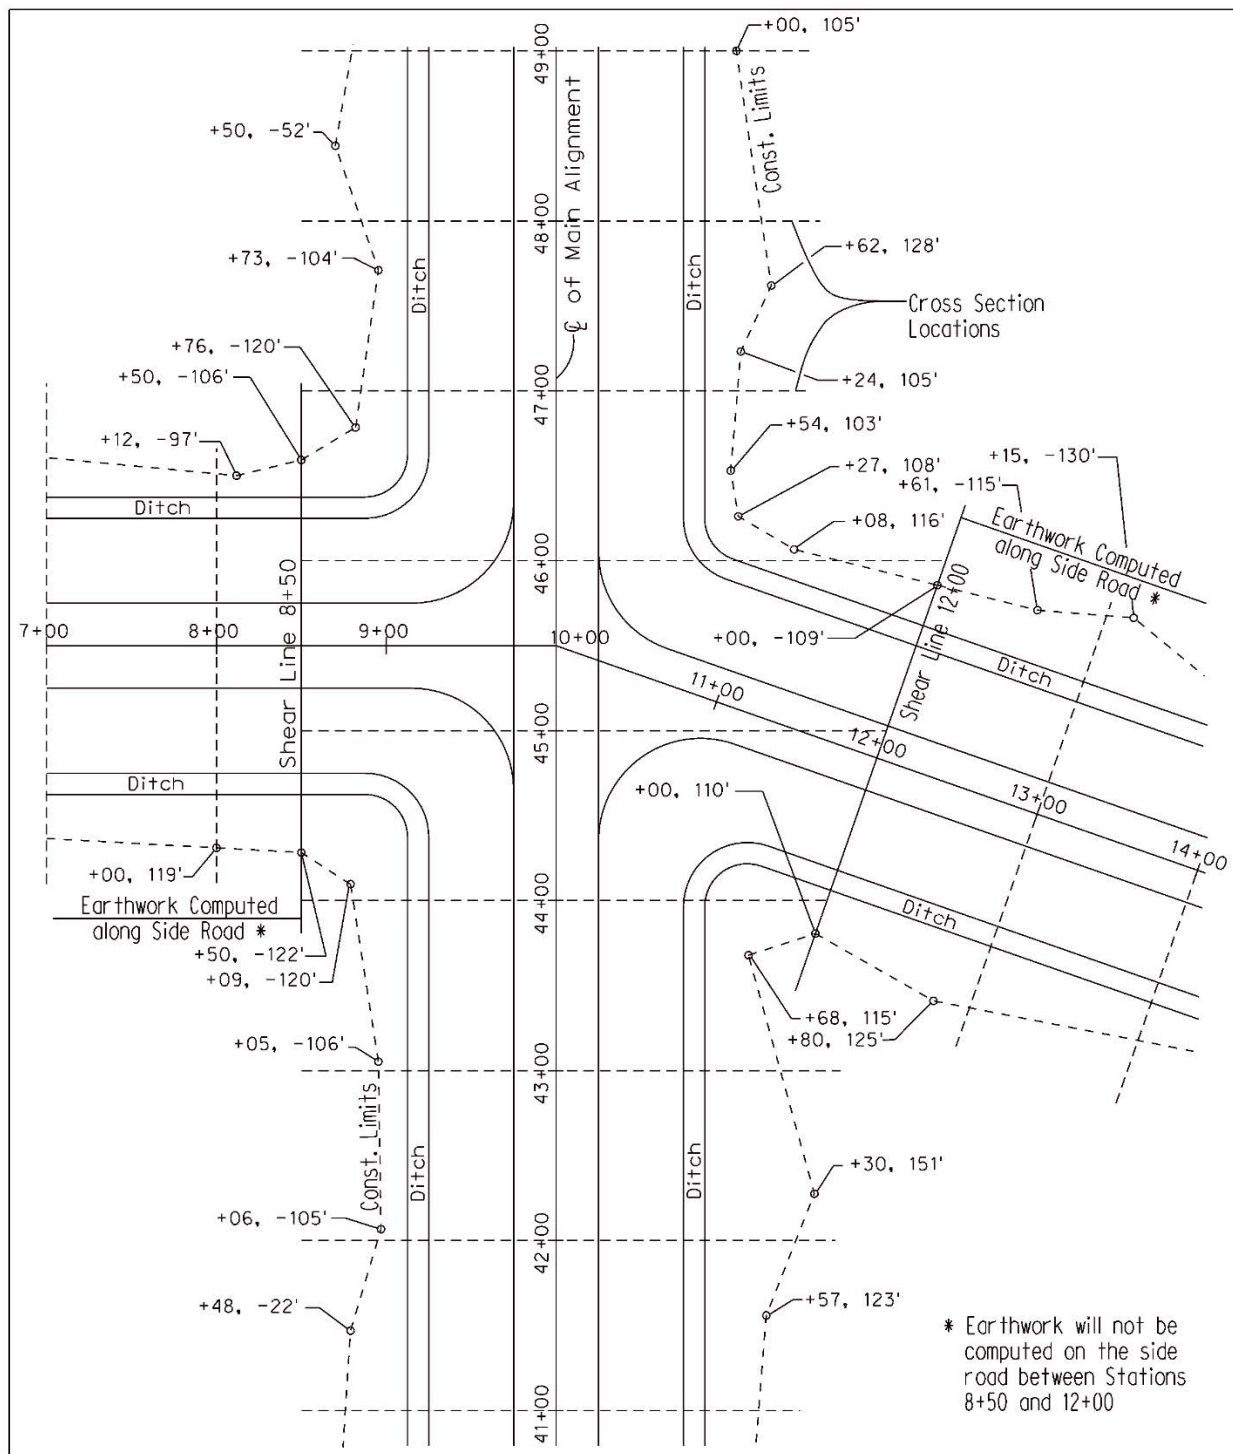 +00, 105'
49+00
℄ of Main Alignment
Const. Limits
+50, -52'
48+00
+73, -104'
+62, 128'
Ditch
Ditch
Cross Section
Locations
+76, -120'
+50, -106'
+24, 105'
47+00
+12, -97'
+54, 103'
+15, -130'
+27, 108'
+61, -115'
Ditch
+08, 116'
Earthwork Computed
along Side Road *
46+00
Shear Line 8+50
Shear Line 12+00
7+00
8+00
9+00
10+00
+00, -109'
Ditch
11+00
45+00
12+00
Ditch
+00, 110'
13+00
14+00
+00, 119'
Earthwork Computed
along Side Road *
44+00
Ditch
+50, -122'
+09, -120'
+68, 115'
+80, 125'
+05, -106'
43+00
Const. Limits
Ditch
Ditch
+30, 151'
+06, -105'
42+00
+48, -22'
+57, 123'
41+00
* Earthwork will not be
computed on the side
road between Stations
8+50 and 12+00